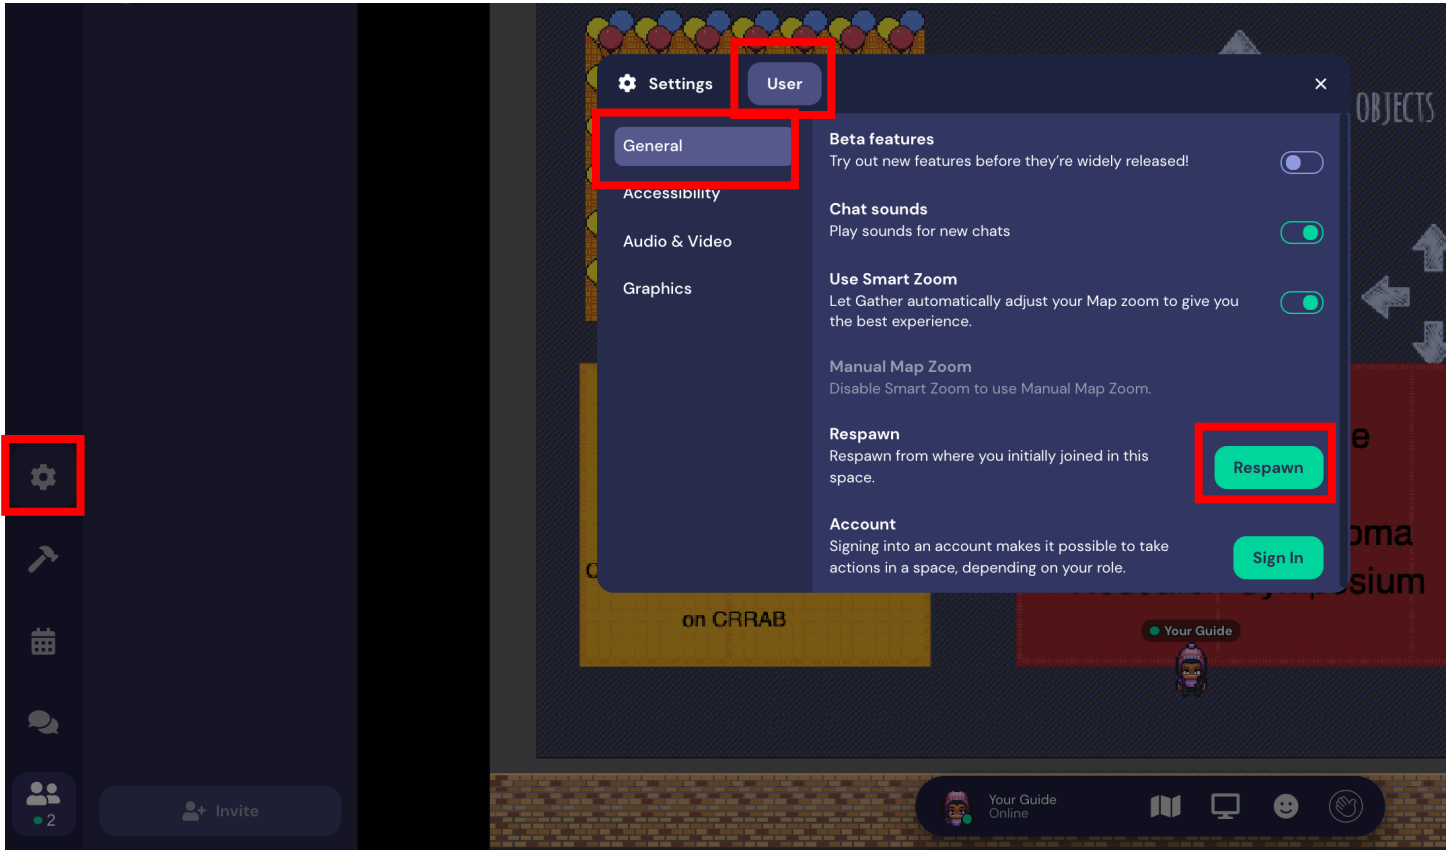 OBJECTS
Settings
User
General
Accessibility
Audio & Video
Graphics
Beta features
Try out new features before they're widely released!
Chat sounds
Play sounds for new chats
Use Smart Zoom
Let Gather automatically adjust your Map zoom to give you
the best experience.
Manual Map Zoom
Disable Smart Zoom to use Manual Map Zoom.
Respawn
Respawn from where you initially joined in this
space.
Respawn
Account
Signing into an account makes it possible to take
actions in a space, depending on your role.
Sign In
on CRRAB
Your Guide
2
Invite
Your Guide
Online